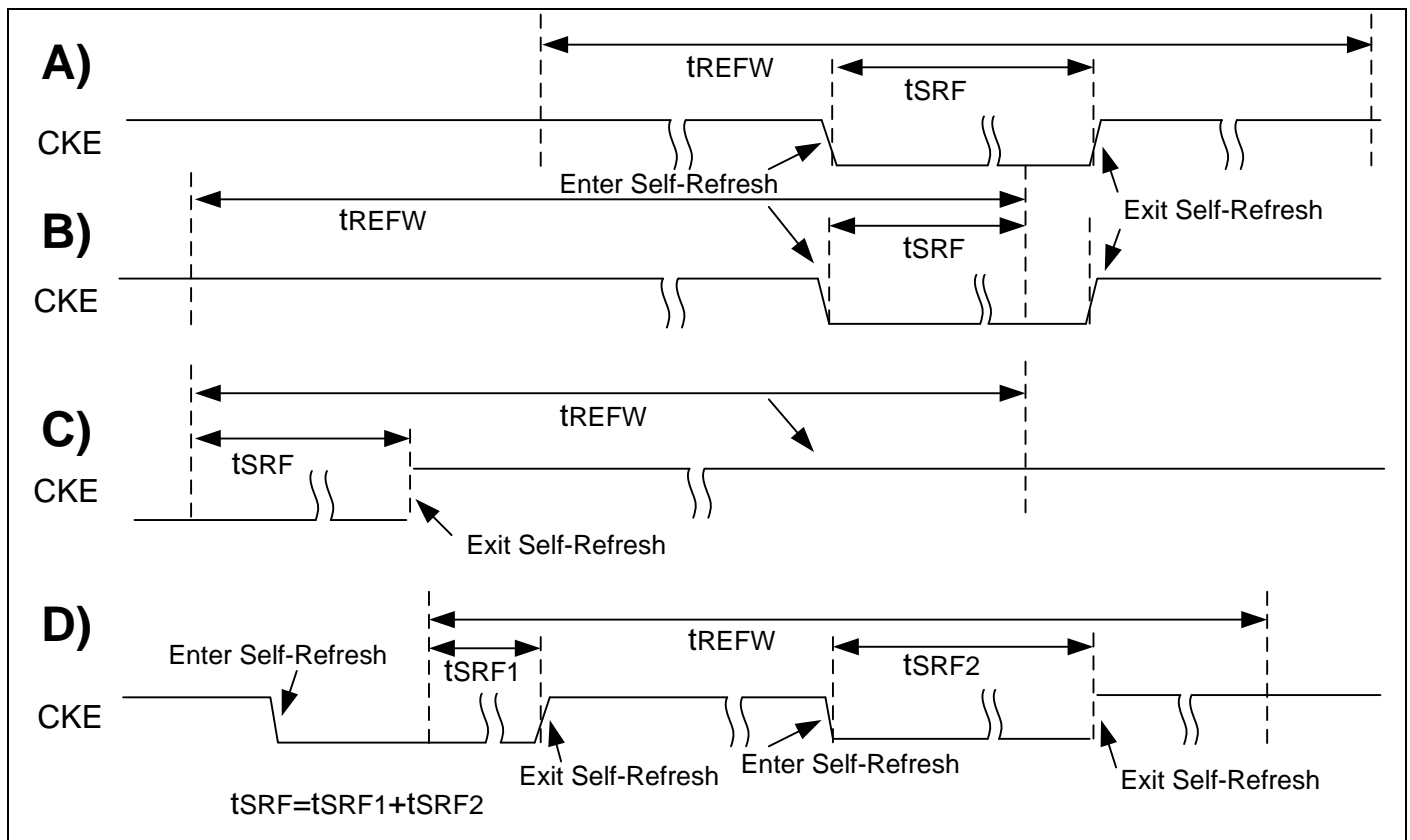 A)
tREFW
tSRF
CKE
Enter Self-Refresh
Exit Self-Refresh
B)
tREFW
tSRF
CKE
C)
tREFW
tSRF
CKE
Exit Self-Refresh
D)
tREFW
Enter Self-Refresh
tSRF1
tSRF2
CKE
Exit Self-Refresh
Enter Self-Refresh
Exit Self-Refresh
tSRF=tSRF1+tSRF2